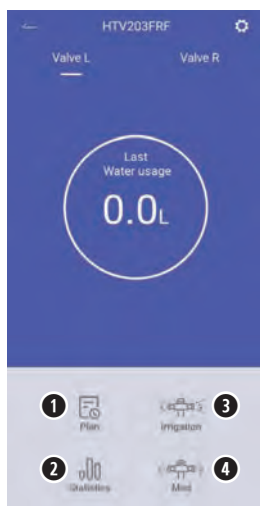 HTV203FRF
Valve L
Valve R
Last
Water usage
0.0L
1
Plan
3
Irrigation
2
Statistics
4
Mist